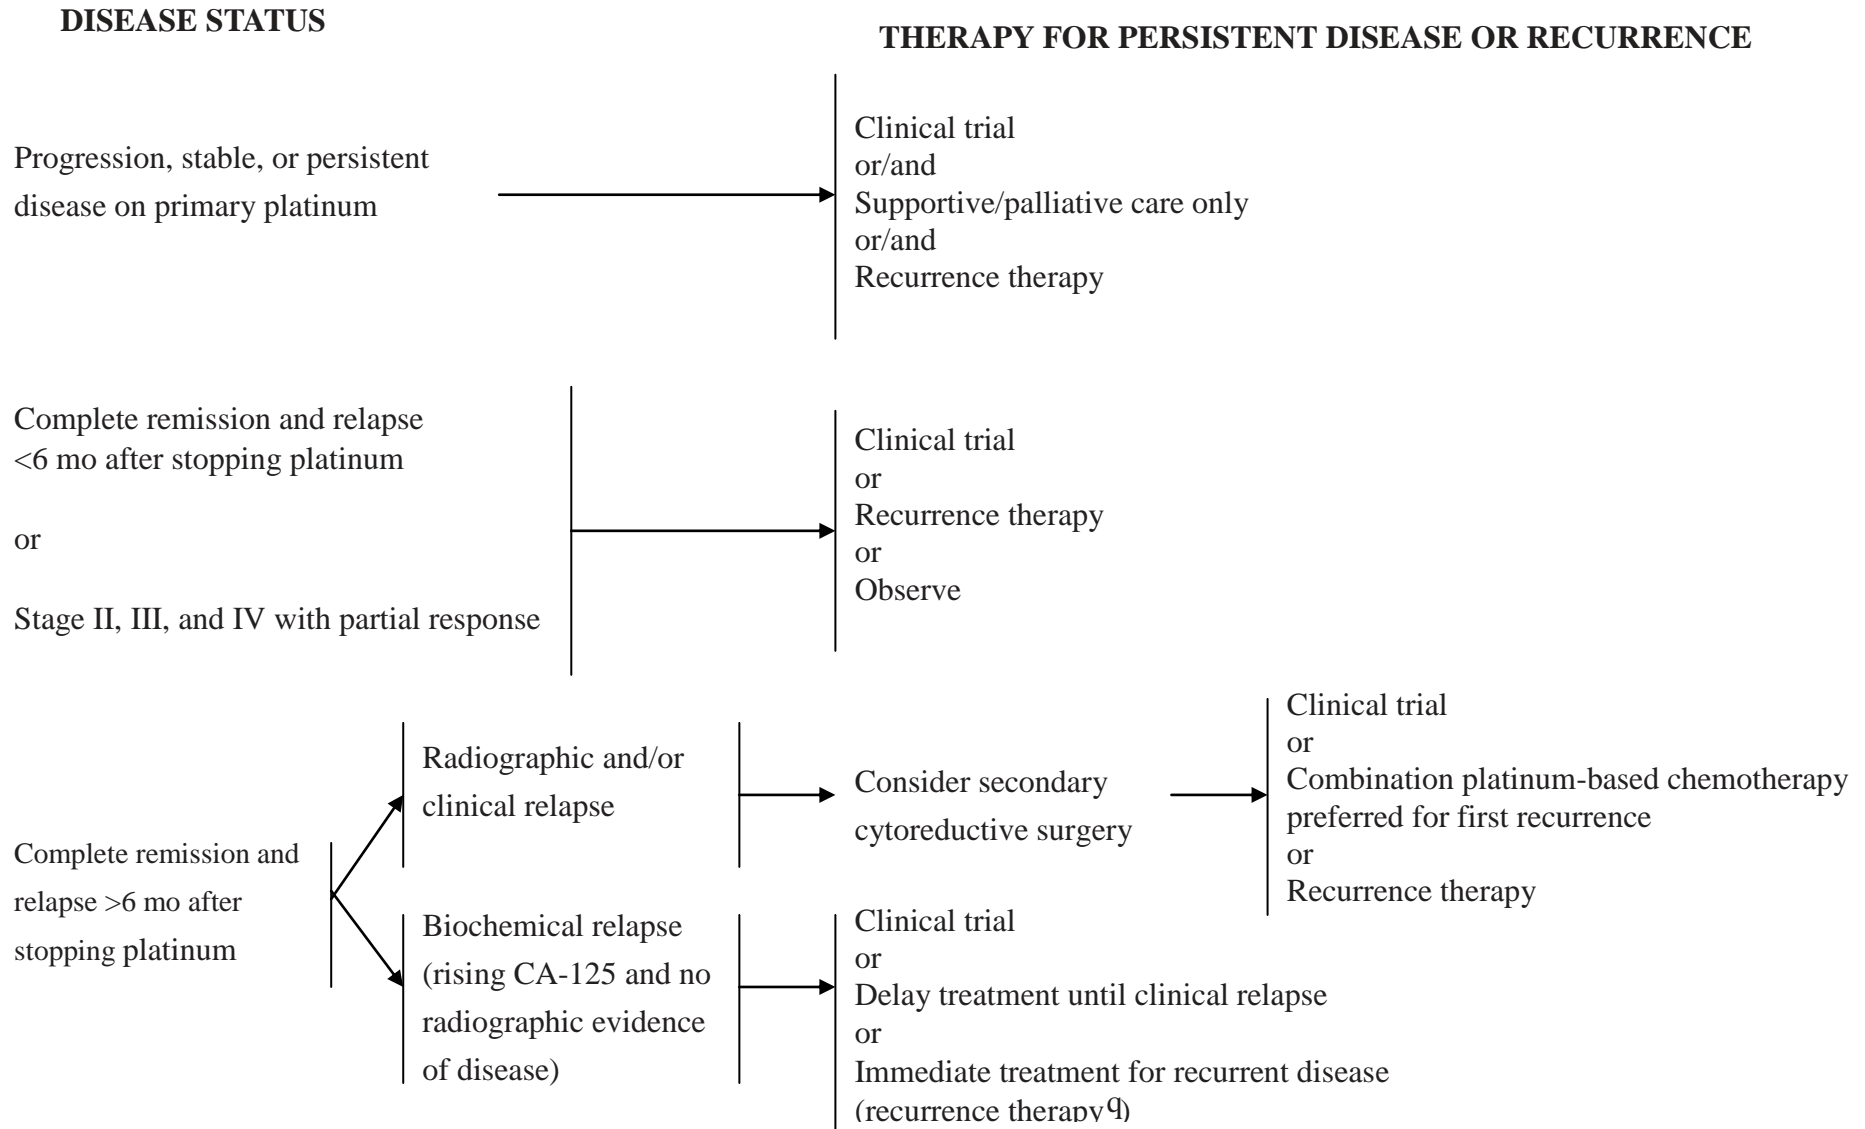 DISEASE STATUS
THERAPY FOR PERSISTENT DISEASE OR RECURRENCE
Progression, stable, or persistent
disease on primary platinum
Clinical trial
or/and
Supportive/palliative care only
or/and
Recurrence therapy
Complete remission and relapse
<6 mo after stopping platinum
or
Stage II, III, and IV with partial response
Clinical trial
or
Recurrence therapy
or
Observe
Complete remission and
relapse >6 mo after
stopping platinum
Radiographic and/or
clinical relapse
Consider secondary
cytoreductive surgery
Clinical trial
or
Combination platinum-based chemotherapy
preferred for first recurrence
or
Recurrence therapy
Biochemical relapse
(rising CA-125 and no
radiographic evidence
of disease)
Clinical trial
or
Delay treatment until clinical relapse
or
Immediate treatment for recurrent disease
(recurrence therapy q)